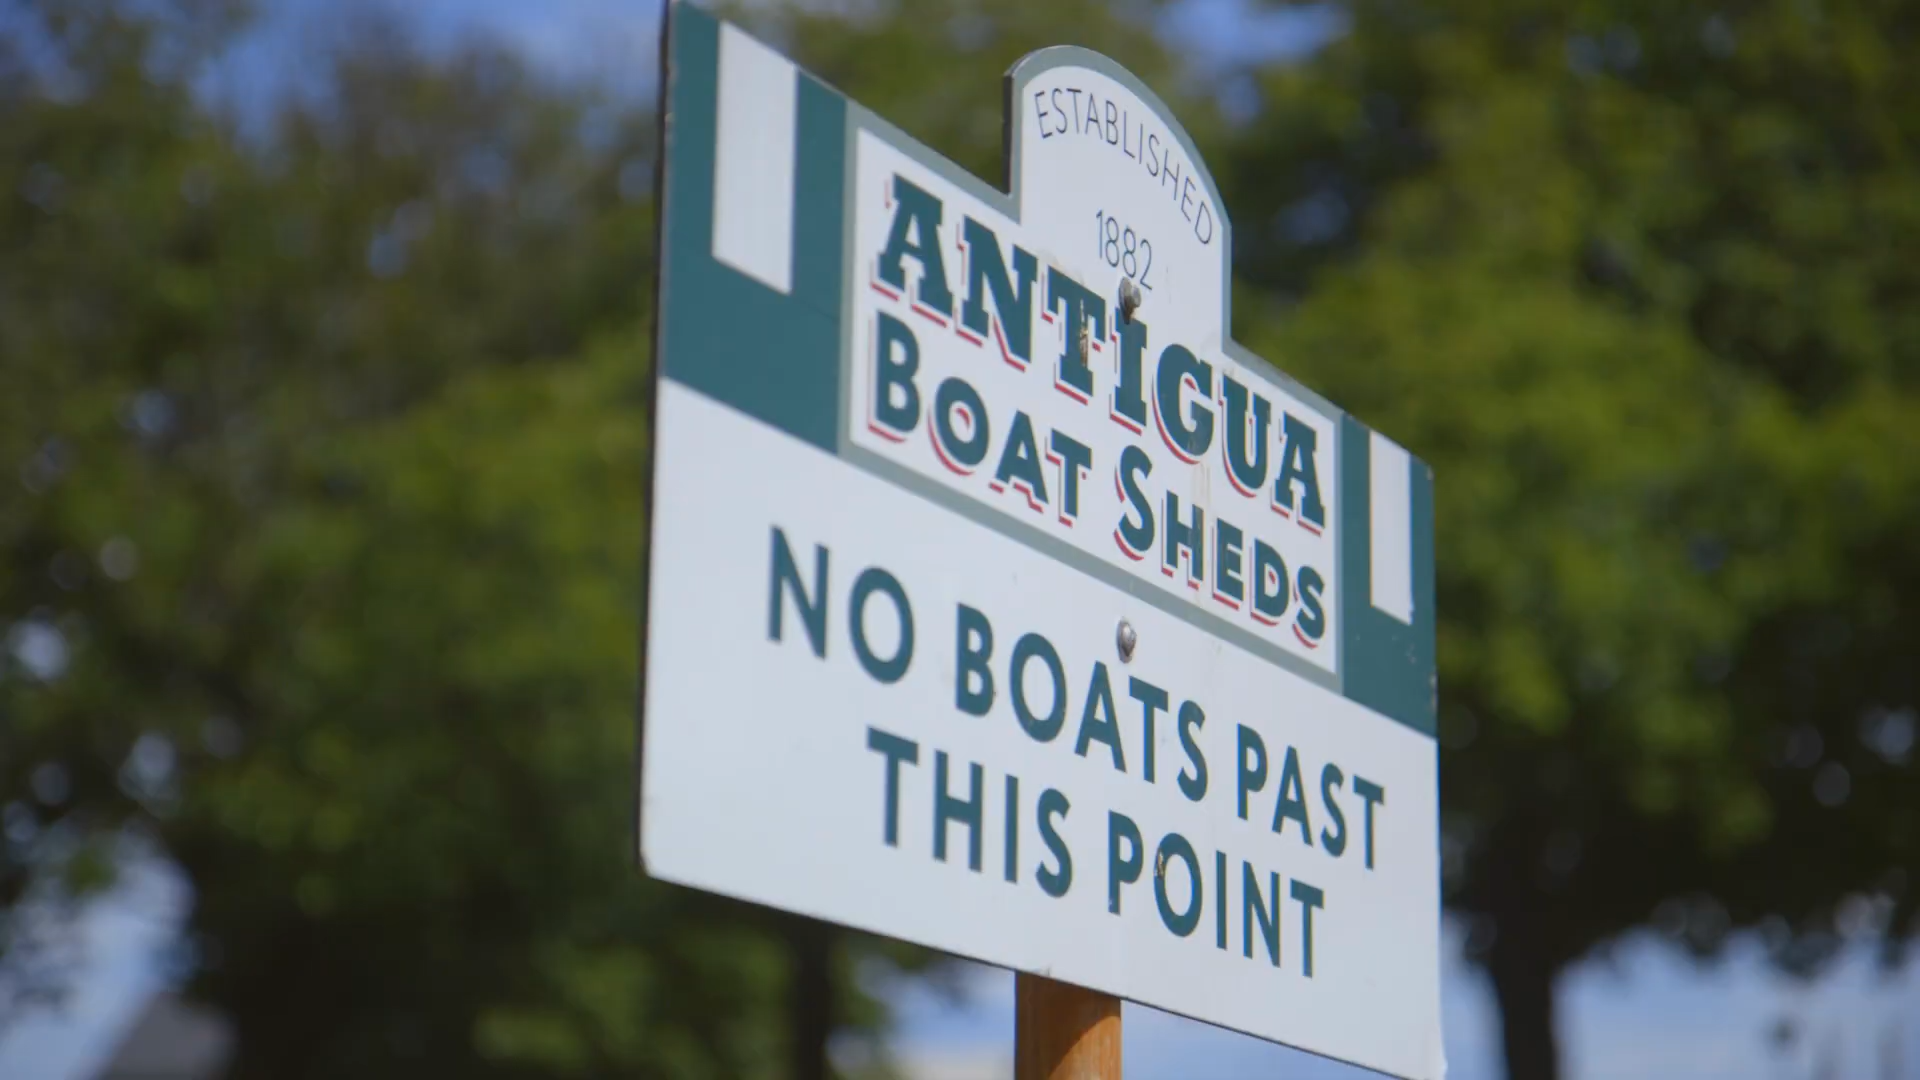 ESTABLISHED
1882
ANTIGUA
BOAT SHEDS
NO BOATS PAST
THIS POINT